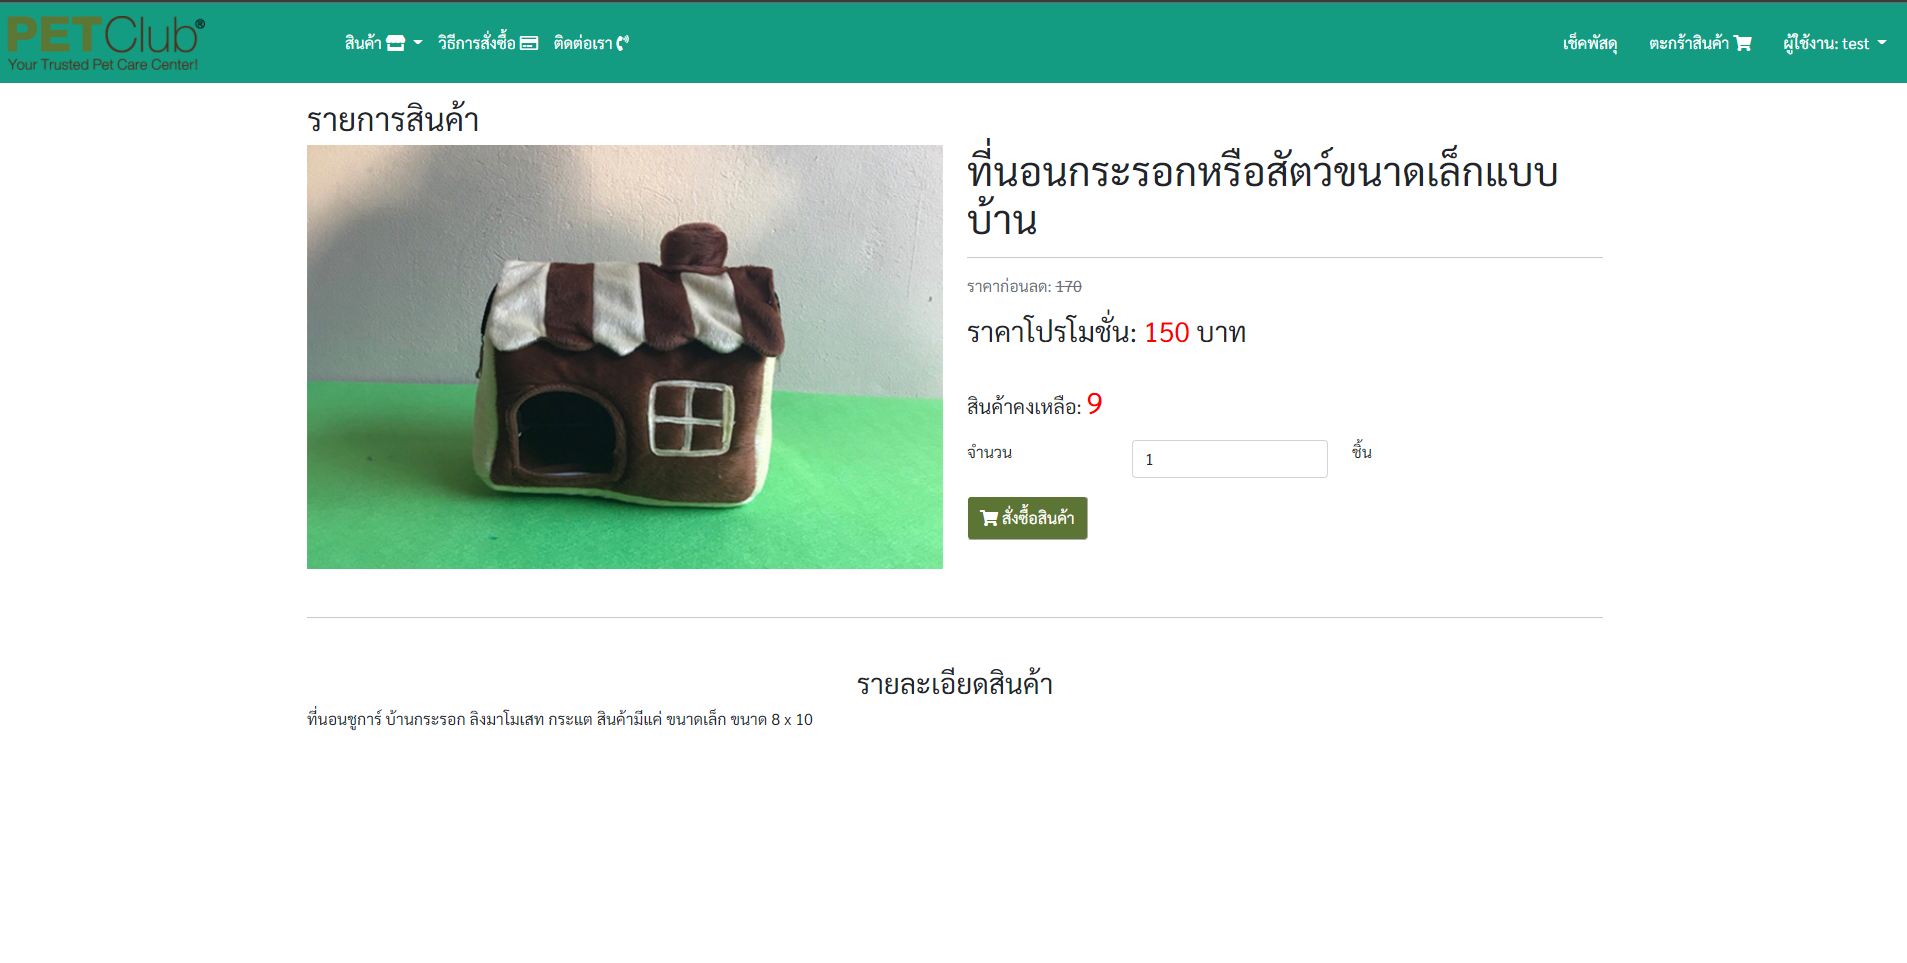 PETClub®
Your Trusted Pet Care Center!
สินค้า
วิธีการสั่งซื้อ
ติดต่อเรา
เช็คพัสดุ
ตะกร้าสินค้า
ผู้ใช้งาน: test
รายการสินค้า
ที่นอนกระรอกหรือสัตว์ขนาดเล็กแบบ
บ้าน
ราคาก่อนลด: 170
ราคาโปรโมชั่น: 150 บาท
สินค้าคงเหลือ: 9
จำนวน 1 ชิ้น
สั่งซื้อสินค้า
รายละเอียดสินค้า
ที่นอนชูการ์ บ้านกระรอก ลิงมาโมเสท กระแต สินค้ามีแค่ ขนาดเล็ก ขนาด 8 x 10